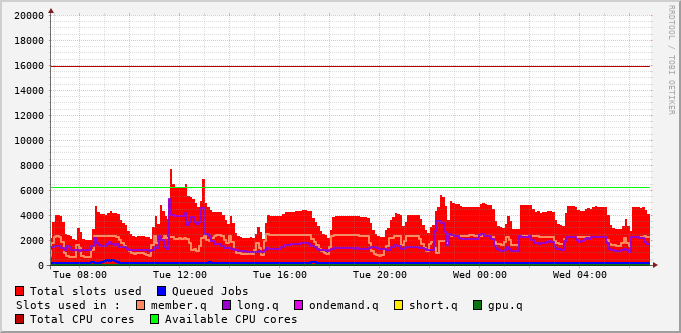 20000
18000
16000
14000
12000
10000
8000
6000
4000
2000
0
Tue 08:00 Tue 12:00 Tue 16:00 Tue 20:00 Wed 00:00 Wed 04:00
RRDTOOL / TOBI OETIKER
Total slots used Queued Jobs
Slots used in : member.q long.q ondemand.q short.q gpu.q
Total CPU cores Available CPU cores